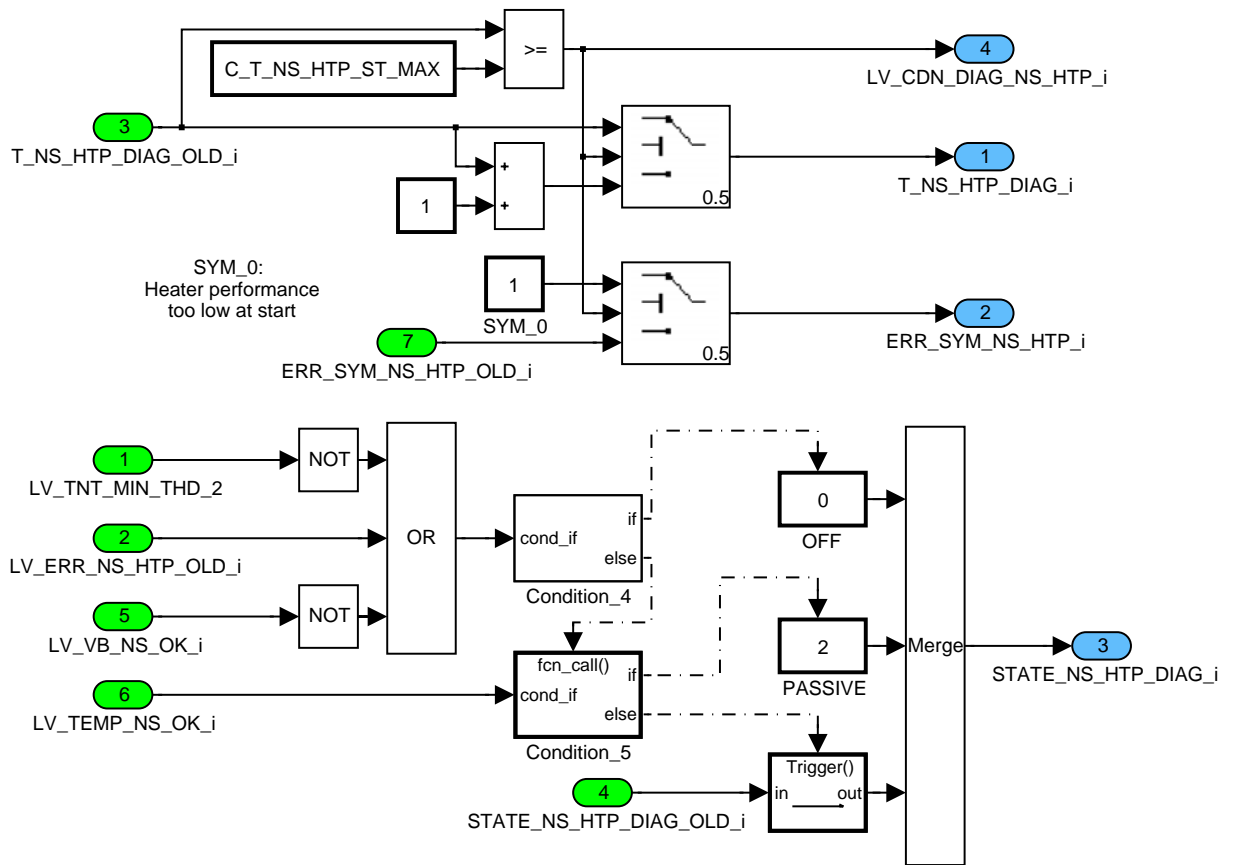 >=
C_T_NS_HTP_ST_MAX
4
LV_CDN_DIAG_NS_HTP_i
3
T_NS_HTP_DIAG_OLD_i
+
+
1
0.5
1
T_NS_HTP_DIAG_i
SYM_0:
Heater performance
too low at start
1
SYM_0
7
ERR_SYM_NS_HTP_OLD_i
0.5
2
ERR_SYM_NS_HTP_i
1
LV_TNT_MIN_THD_2
NOT
2
LV_ERR_NS_HTP_OLD_i
OR
5
LV_VB_NS_OK_i
NOT
cond_if
if
else
Condition_4
0
OFF
6
LV_TEMP_NS_OK_i
fcn_call()
cond_if
if
else
Condition_5
2
PASSIVE
Merge
3
STATE_NS_HTP_DIAG_i
4
STATE_NS_HTP_DIAG_OLD_i
Trigger()
in
out